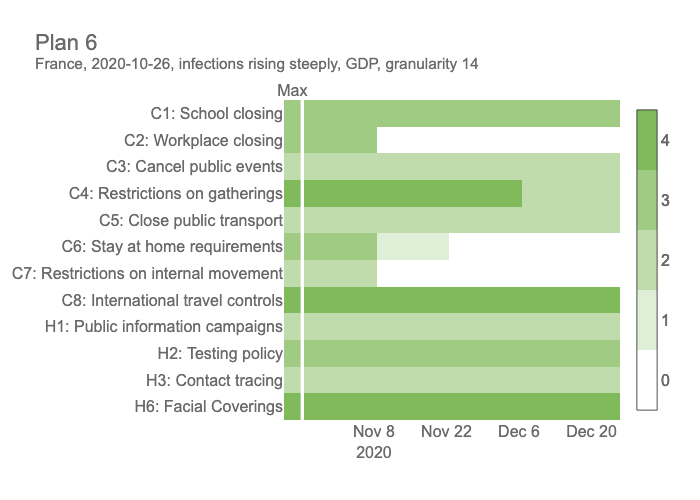 Plan 6
France, 2020-10-26, infections rising steeply, GDP, granularity 14
Max
C1: School closing
C2: Workplace closing
C3: Cancel public events
C4: Restrictions on gatherings
C5: Close public transport
C6: Stay at home requirements
C7: Restrictions on internal movement
C8: International travel controls
H1: Public information campaigns
H2: Testing policy
H3: Contact tracing
H6: Facial Coverings
4
3
2
1
0
Nov 8 Nov 22 Dec 6 Dec 20
2020